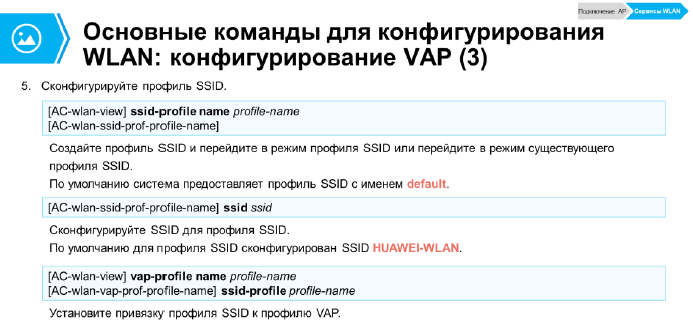 Подключение AP
Сервисы WLAN
Основные команды для конфигурирования
WLAN: конфигурирование VAP (3)
5. Сконфигурируйте профиль SSID.
[AC-wlan-view] ssid-profile name profile-name
[AC-wlan-ssid-prof-profile-name]
Создайте профиль SSID и перейдите в режим профиля SSID или перейдите в режим существующего
профиля SSID.
По умолчанию система предоставляет профиль SSID с именем default.
[AC-wlan-ssid-prof-profile-name] ssid ssid
Сконфигурируйте SSID для профиля SSID.
По умолчанию для профиля SSID сконфигурирован SSID HUAWEI-WLAN.
[AC-wlan-view] vap-profile name profile-name
[AC-wlan-vap-prof-profile-name] ssid-profile profile-name
Установите привязку профиля SSID к профилю VAP.